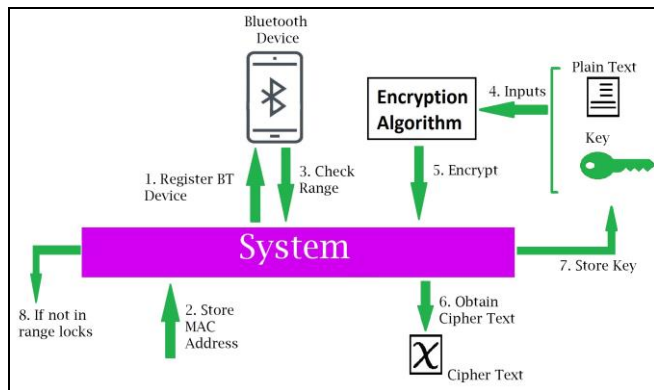 Bluetooth
Device
Plain Text
4. Inputs
Encryption
Algorithm
Key
1. Register BT
Device
3. Check
Range
5. Encrypt
System
7. Store Key
8. If not in
range locks
2. Store
MAC
Address
6. Obtain
Cipher Text
X
Cipher Text